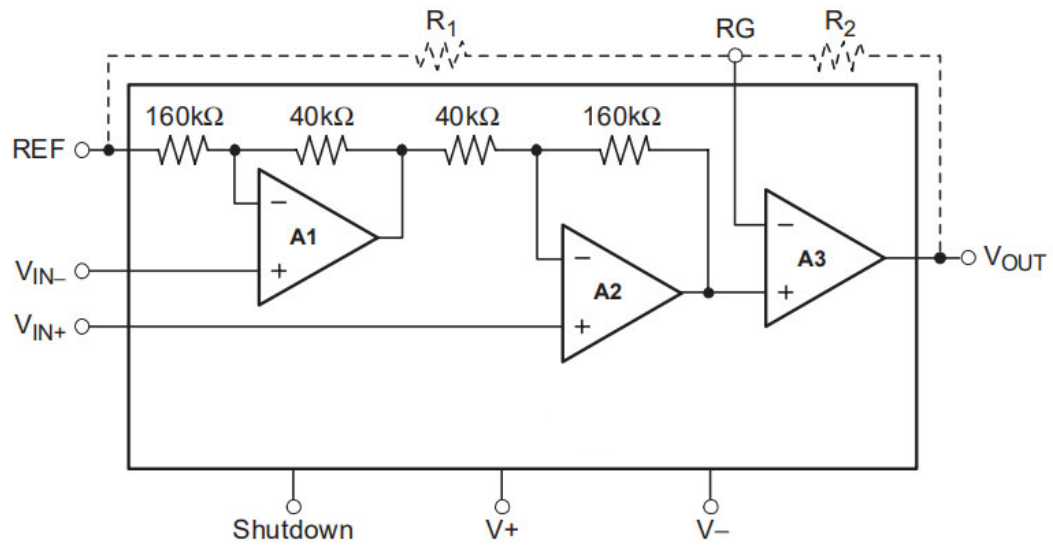 R1 RG R2
160kΩ 40kΩ 40kΩ 160kΩ
REF
−
A1
+
−
A2
+
−
A3
+
VIN−
VIN+
VOUT
Shutdown V+ V−